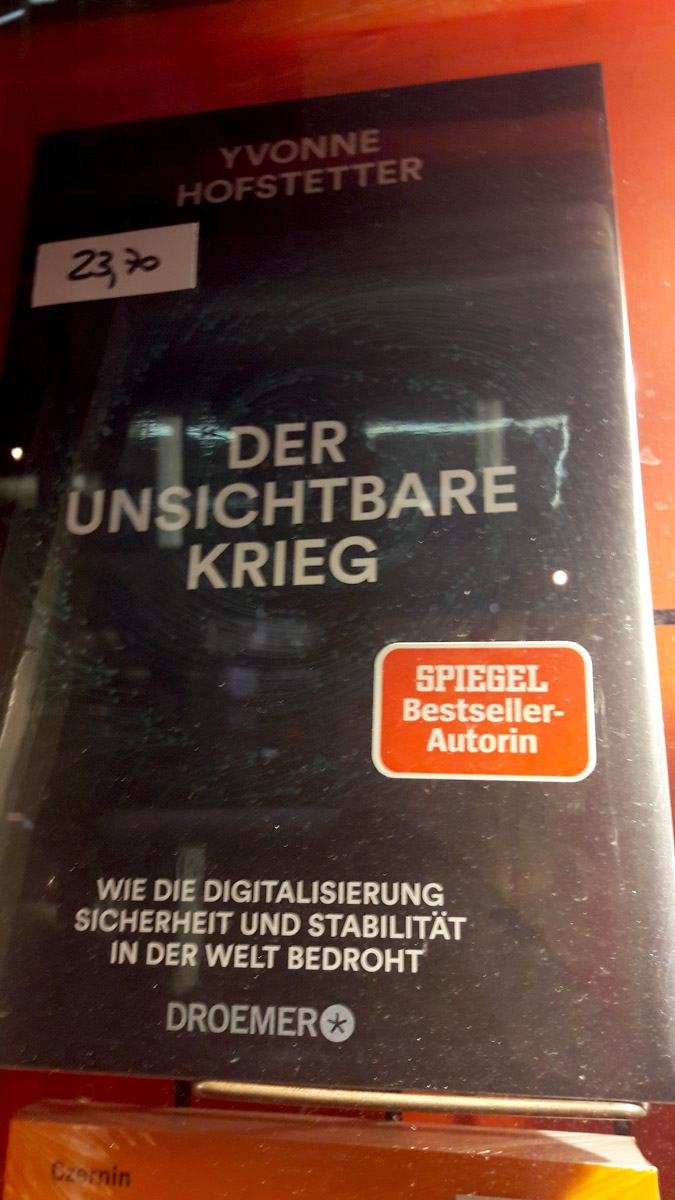 YVONNE
HOFSTETTER
23,70
DER
UNSICHTBARE
KRIEG
SPIEGEL
Bestseller-
Autorin
WIE DIE DIGITALISIERUNG
SICHERHEIT UND STABILITÄT
IN DER WELT BEDROHT
DROEMER
Czernin